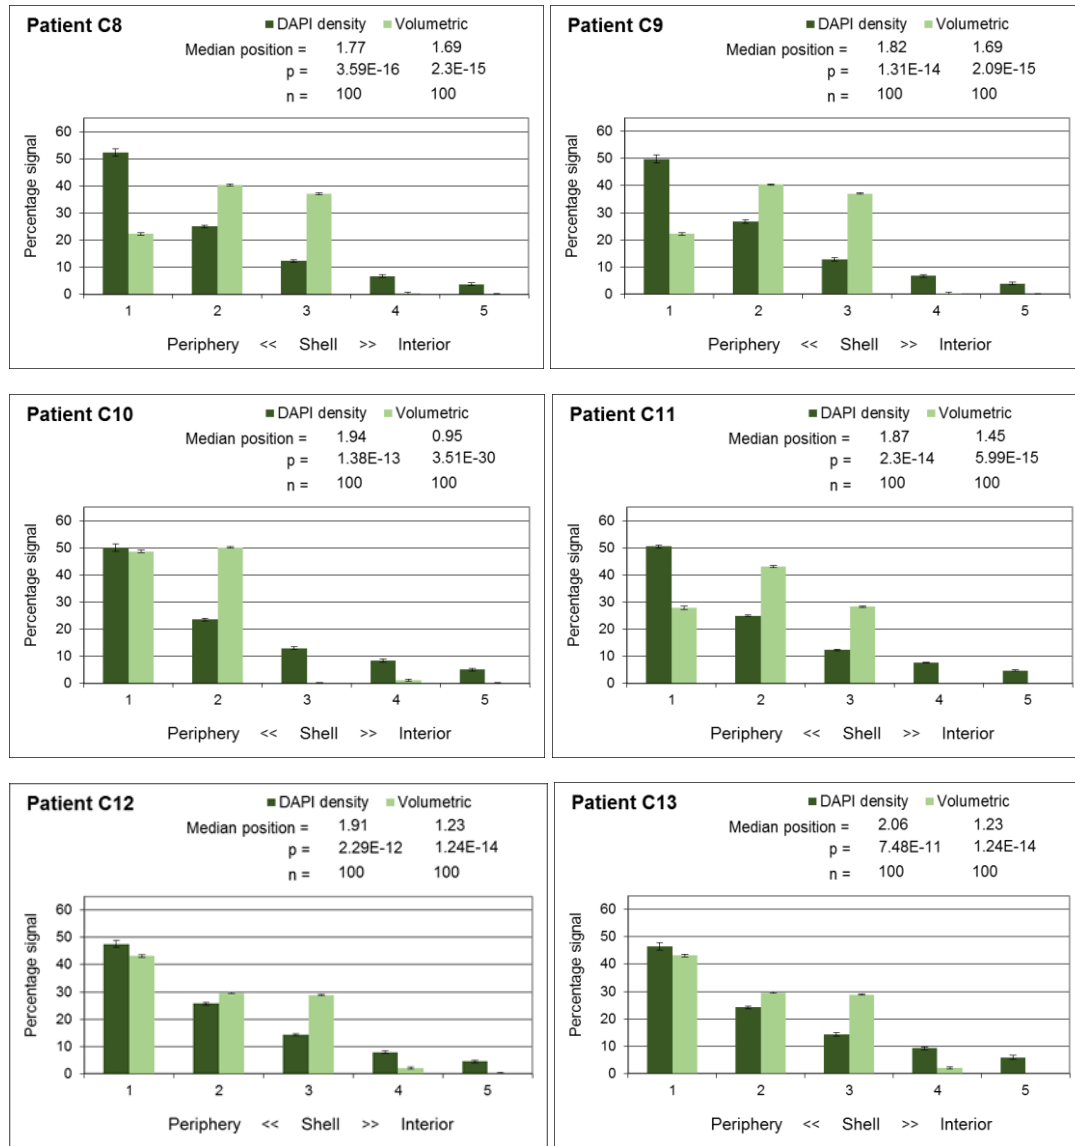 Patient C8
■ DAPI density ■ Volumetric
Median position = 1.77 1.69
p = 3.59E-16 2.3E-15
n = 100 100
Percentage signal
60
50
40
30
20
10
0
1 2 3 4 5
Periphery << Shell >> Interior
Patient C9
■ DAPI density ■ Volumetric
Median position = 1.82 1.69
p = 1.31E-14 2.09E-15
n = 100 100
Percentage signal
60
50
40
30
20
10
0
1 2 3 4 5
Periphery << Shell >> Interior
Patient C10
■ DAPI density ■ Volumetric
Median position = 1.94 0.95
p = 1.38E-13 3.51E-30
n = 100 100
Percentage signal
60
50
40
30
20
10
0
1 2 3 4 5
Periphery << Shell >> Interior
Patient C11
■ DAPI density ■ Volumetric
Median position = 1.87 1.45
p = 2.3E-14 5.99E-15
n = 100 100
Percentage signal
60
50
40
30
20
10
0
1 2 3 4 5
Periphery << Shell >> Interior
Patient C12
■ DAPI density ■ Volumetric
Median position = 1.91 1.23
p = 2.29E-12 1.24E-14
n = 100 100
Percentage signal
60
50
40
30
20
10
0
1 2 3 4 5
Periphery << Shell >> Interior
Patient C13
■ DAPI density ■ Volumetric
Median position = 2.06 1.23
p = 7.48E-11 1.24E-14
n = 100 100
Percentage signal
60
50
40
30
20
10
0
1 2 3 4 5
Periphery << Shell >> Interior